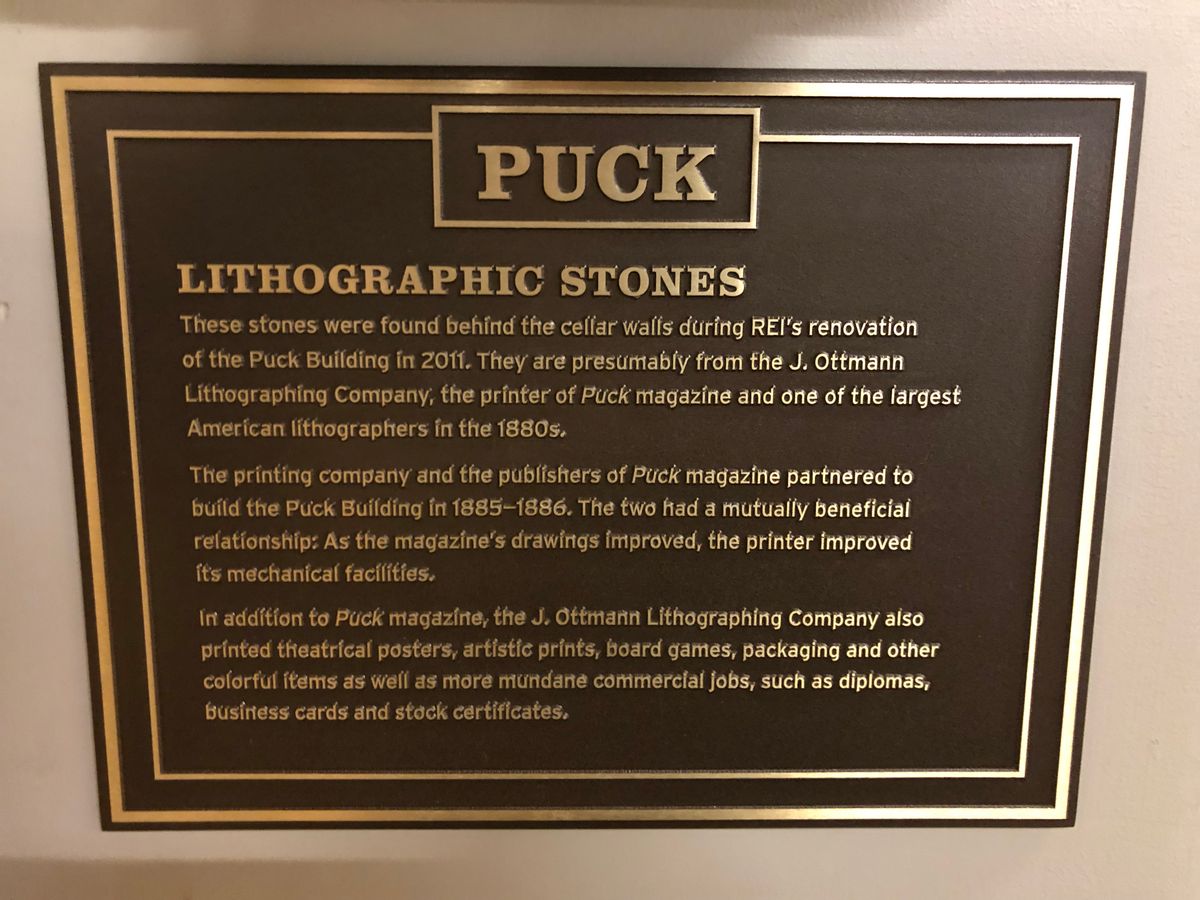 PUCK
LITHOGRAPHIC STONES
These stones were found behind the cellar walls during REI's renovation
of the Puck Building in 2011. They are presumably from the J. Ottmann
Lithographing Company, the printer of Puck magazine and one of the largest
American lithographers in the 1880s.
The printing company and the publishers of Puck magazine partnered to
build the Puck Building in 1885–1886. The two had a mutually beneficial
relationship: As the magazine's drawings improved, the printer improved
its mechanical facilities.
In addition to Puck magazine, the J. Ottmann Lithographing Company also
printed theatrical posters, artistic prints, board games, packaging and other
colorful items as well as more mundane commercial jobs, such as diplomas,
business cards and stock certificates.